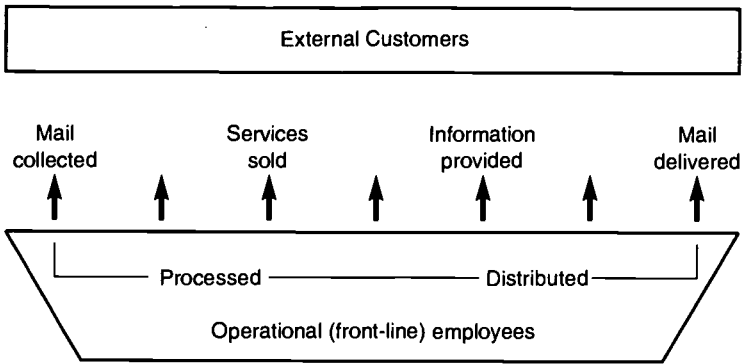 External Customers
Mail
collected
Services
sold
Information
provided
Mail
delivered
Processed
Distributed
Operational (front-line) employees